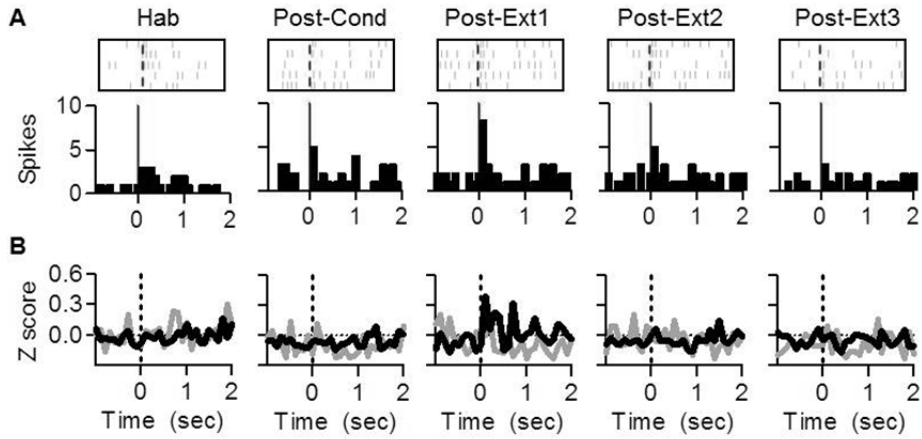 A Hab Post-Cond Post-Ext1 Post-Ext2 Post-Ext3
10
5
0
Spikes
0 1 2 0 1 2 0 1 2 0 1 2 0 1 2
B
0.6
0.3
0.0
Z score
0 1 2 0 1 2 0 1 2 0 1 2 0 1 2
Time (sec) Time (sec) Time (sec) Time (sec) Time (sec)